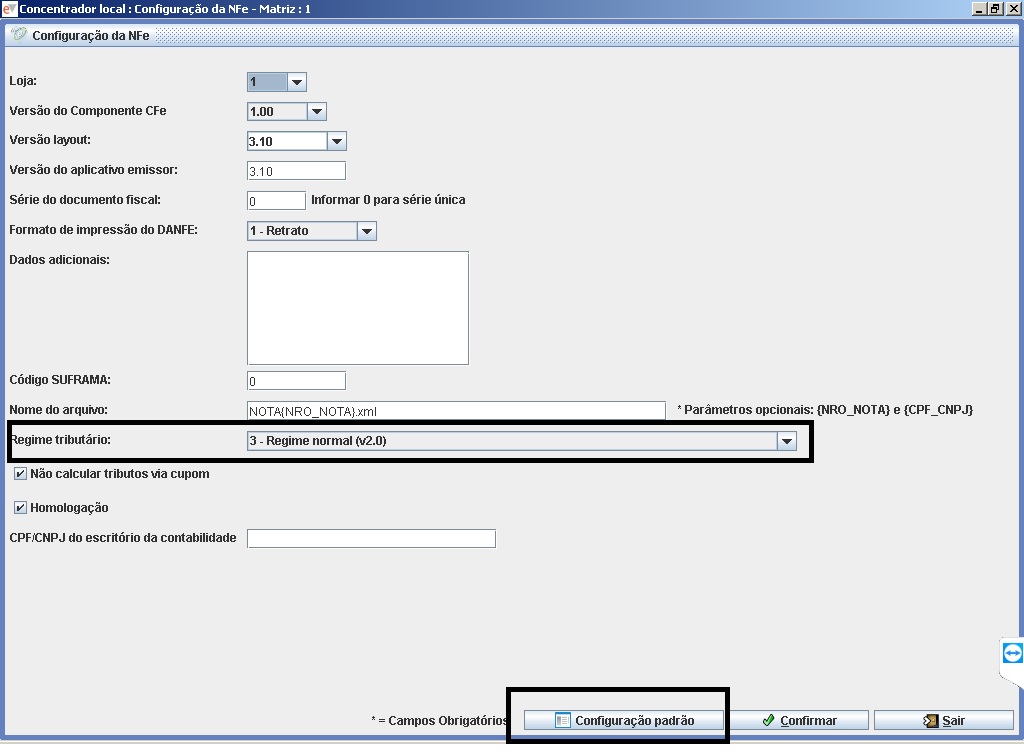 Concentrador local : Configuração da NFe - Matriz : 1
Configuração da NFe
Loja: 1
Versão do Componente CFe 1.00
Versão layout: 3.10
Versão do aplicativo emissor: 3.10
Série do documento fiscal: 0 Informar 0 para série única
Formato de impressão do DANFE: 1 - Retrato
Dados adicionais:
Código SUFRAMA: 0
Nome do arquivo: NOTA{NRO_NOTA}.xml * Parâmetros opcionais: {NRO_NOTA} e {CPF_CNPJ}
Regime tributário: 3 - Regime normal (v2.0)
Não calcular tributos via cupom
Homologação
CPF/CNPJ do escritório da contabilidade
* = Campos Obrigatórios Configuração padrão Confirmar Sair